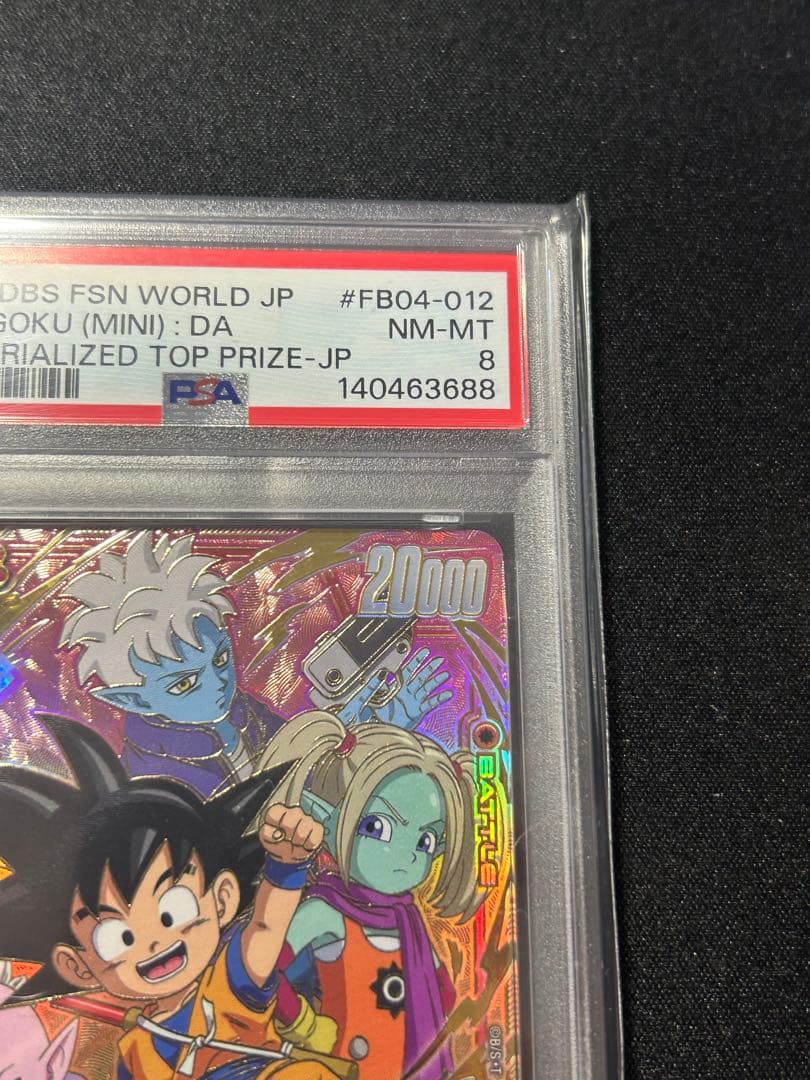 DBS FSN WORLD JP #FB04-012
GOKU (MINI) : DA NM-MT
RIALIZED TOP PRIZE-JP 8
PSA 140463688
20000
BATTLE
©B/S・T